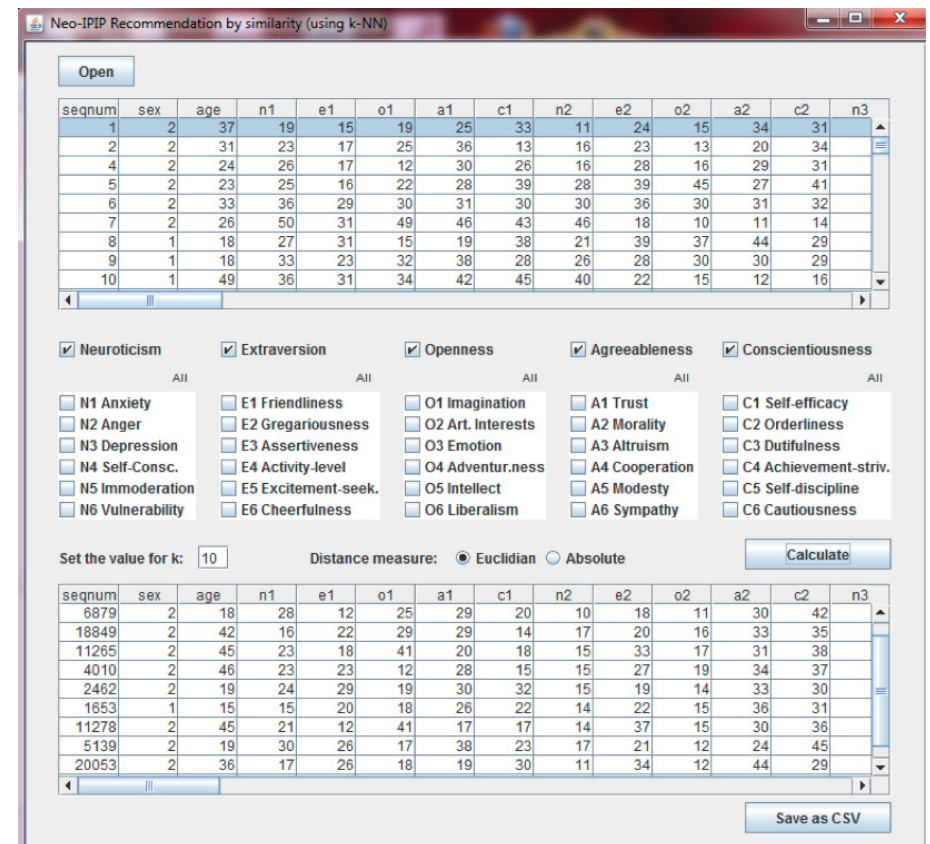 Neo-IPIP Recommendation by similarity (using k-NN)
Open
seqnum sex age n1 e1 o1 a1 c1 n2 e2 o2 a2 c2 n3
1 2 37 19 15 19 25 33 11 24 15 34 31
2 2 31 23 17 25 36 13 16 23 13 20 34
4 2 24 26 17 12 30 26 16 28 16 29 31
5 2 23 25 16 22 28 39 28 39 45 27 41
6 2 33 36 29 30 31 30 30 36 30 31 32
7 2 26 50 31 49 46 43 46 18 10 11 14
8 1 18 27 31 15 19 38 21 39 37 44 29
9 1 18 33 23 32 38 28 26 28 30 30 29
10 1 49 36 31 34 42 45 40 22 15 12 16
Neuroticism Extraversion Openness Agreeableness Conscientiousness
All All All All All
N1 Anxiety E1 Friendliness O1 Imagination A1 Trust C1 Self-efficacy
N2 Anger E2 Gregariousness O2 Art. Interests A2 Morality C2 Orderliness
N3 Depression E3 Assertiveness O3 Emotion A3 Altruism C3 Dutifulness
N4 Self-Consc. E4 Activity-level O4 Adventur.ness A4 Cooperation C4 Achievement-striv.
N5 Immoderation E5 Excitement-seek. O5 Intellect A5 Modesty C5 Self-discipline
N6 Vulnerability E6 Cheerfulness O6 Liberalism A6 Sympathy C6 Cautiousness
Set the value for k: 10 Distance measure: Euclidian Absolute Calculate
seqnum sex age n1 e1 o1 a1 c1 n2 e2 o2 a2 c2 n3
6879 2 18 28 12 25 29 20 10 18 11 30 42
18849 2 42 16 22 29 29 14 17 20 16 33 35
11265 2 45 23 18 41 20 18 15 33 17 31 38
4010 2 46 23 23 12 28 15 15 27 19 34 37
2462 2 19 24 29 19 30 32 15 19 14 33 30
1653 1 15 15 20 18 26 22 14 22 15 36 31
11278 2 45 21 12 41 17 17 14 37 15 30 36
5139 2 19 30 26 17 38 23 17 21 12 24 45
20053 2 36 17 26 18 19 30 11 34 12 44 29
Save as CSV